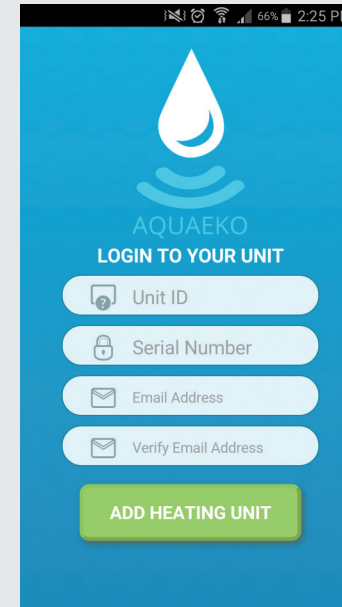 66% 2:25 P
AQUAEKO
LOGIN TO YOUR UNIT
Unit ID
Serial Number
Email Address
Verify Email Address
ADD HEATING UNIT